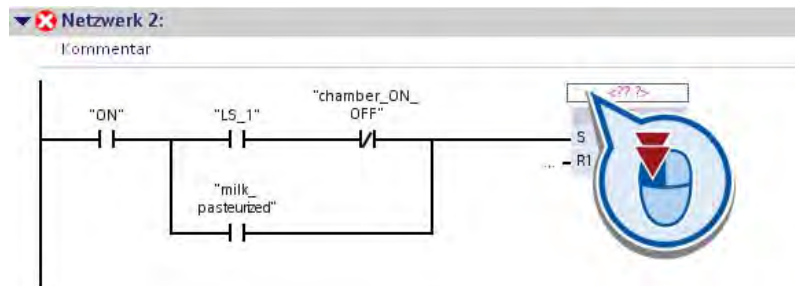 Netzwerk 2:
Kommentar
"ON"
"LS_1"
"chamber_ON_
OFF"
<??.?>
S
... R1
"milk_
pasteurized"